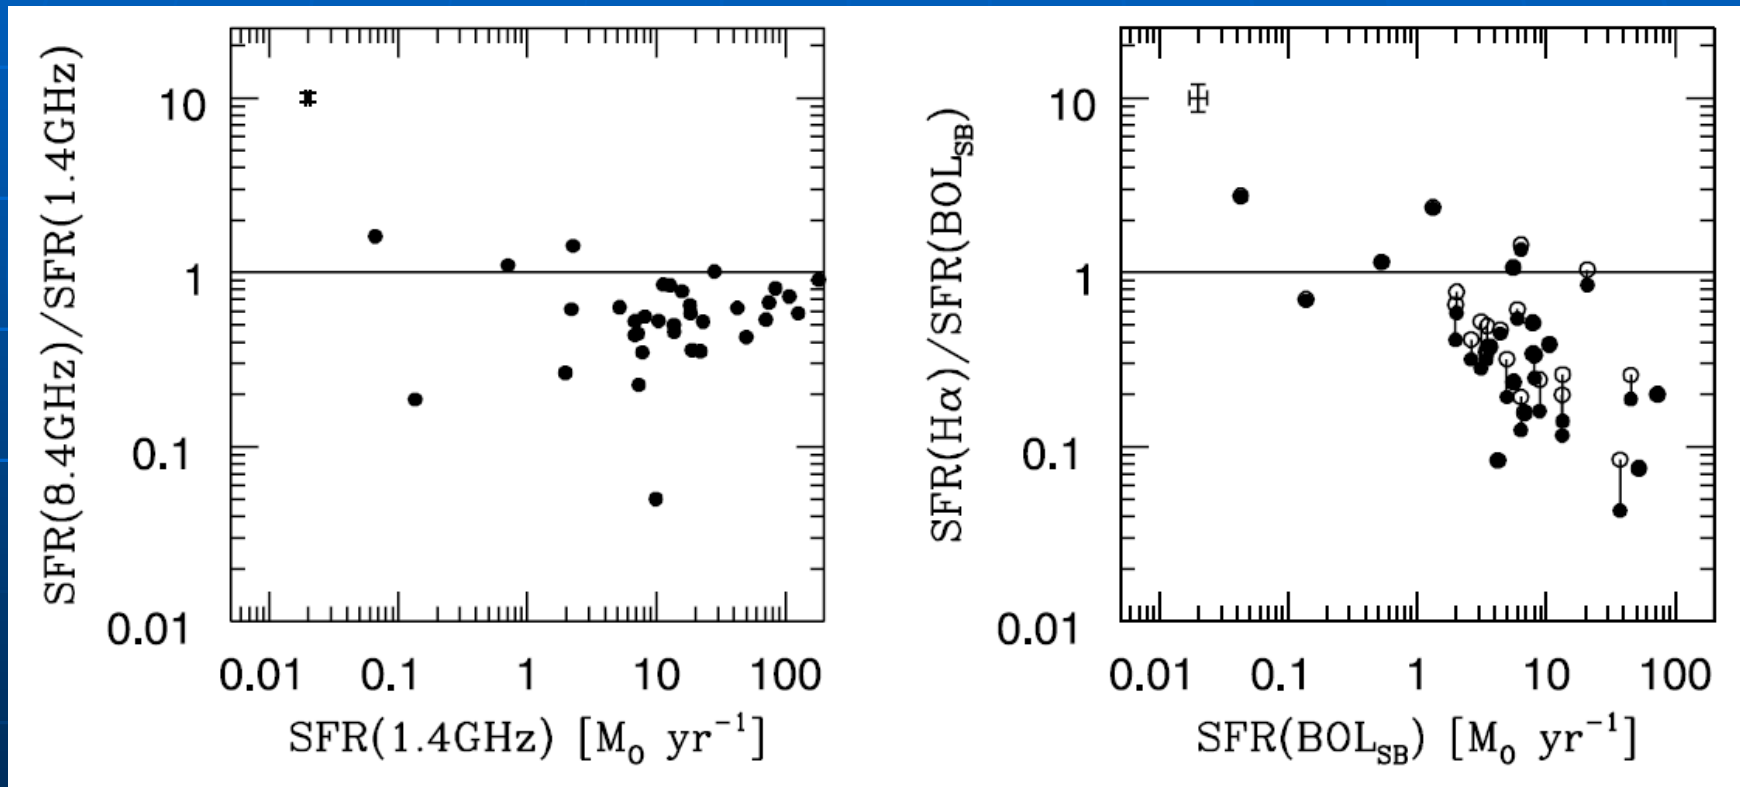 SFR(8.4GHz)/SFR(1.4GHz)
10
1
0.1
0.01
0.01 0.1 1 10 100
SFR(1.4GHz) [M₀ yr⁻¹]
SFR(Hα)/SFR(BOL_SB)
10
1
0.1
0.01
0.01 0.1 1 10 100
SFR(BOL_SB) [M₀ yr⁻¹]